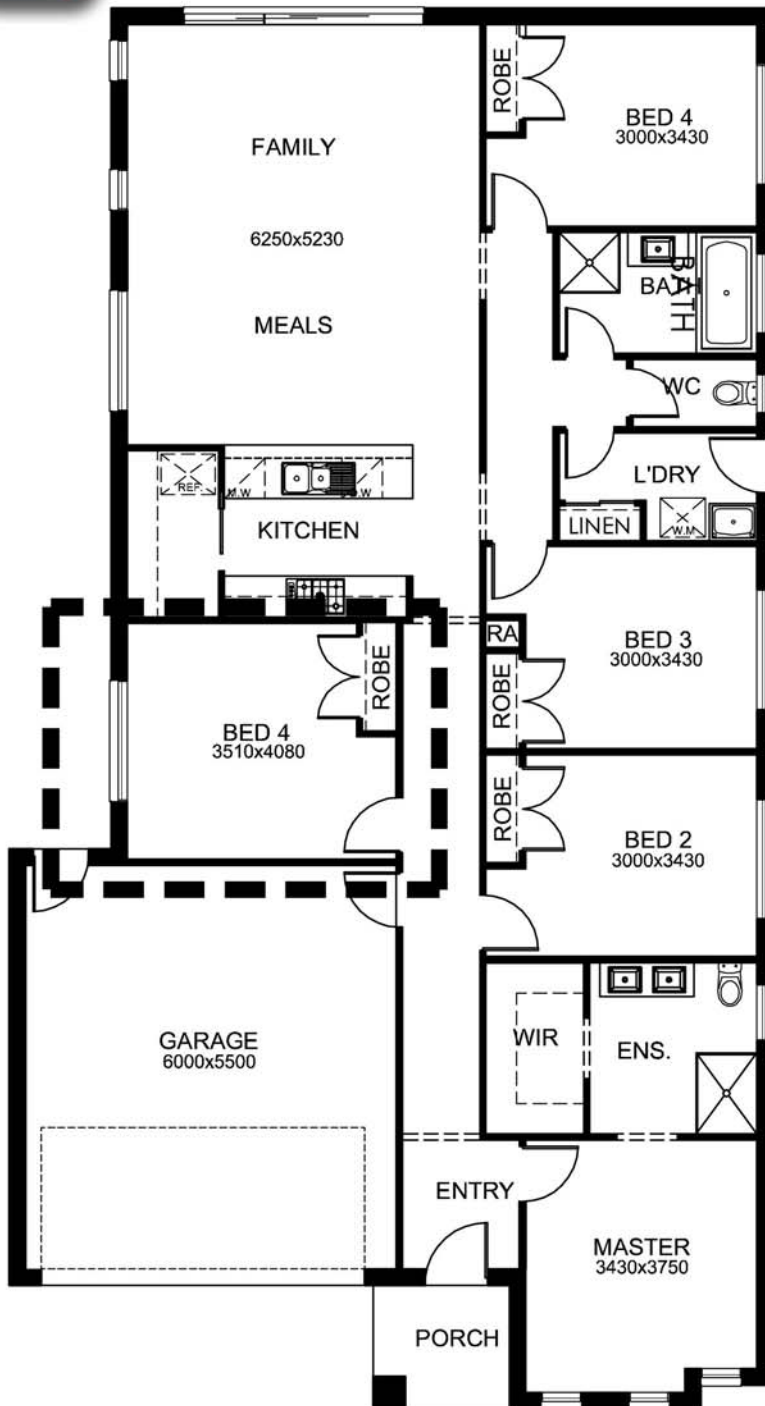 ROBE
BED 4
3000x3430
FAMILY
6250x5230
MEALS
BATH
BATH
WC
L'DRY
LINEN
W.M
REF.
M.W
D.W
KITCHEN
RA
BED 3
3000x3430
ROBE
ROBE
BED 4
3510x4080
ROBE
BED 2
3000x3430
GARAGE
6000x5500
WIR
ENS.
ENTRY
MASTER
3430x3750
PORCH